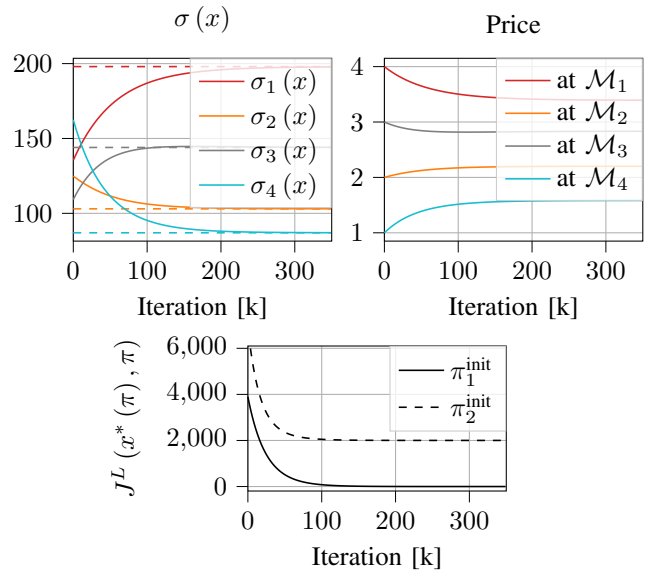 σ (x)
200
150
100
0 100 200 300
Iteration [k]
σ₁ (x)
σ₂ (x)
σ₃ (x)
σ₄ (x)
Price
4
3
2
1
0 100 200 300
Iteration [k]
at ℳ₁
at ℳ₂
at ℳ₃
at ℳ₄
J^L (x* (π) , π)
6,000
4,000
2,000
0
0 100 200 300
Iteration [k]
π₁^init
π₂^init